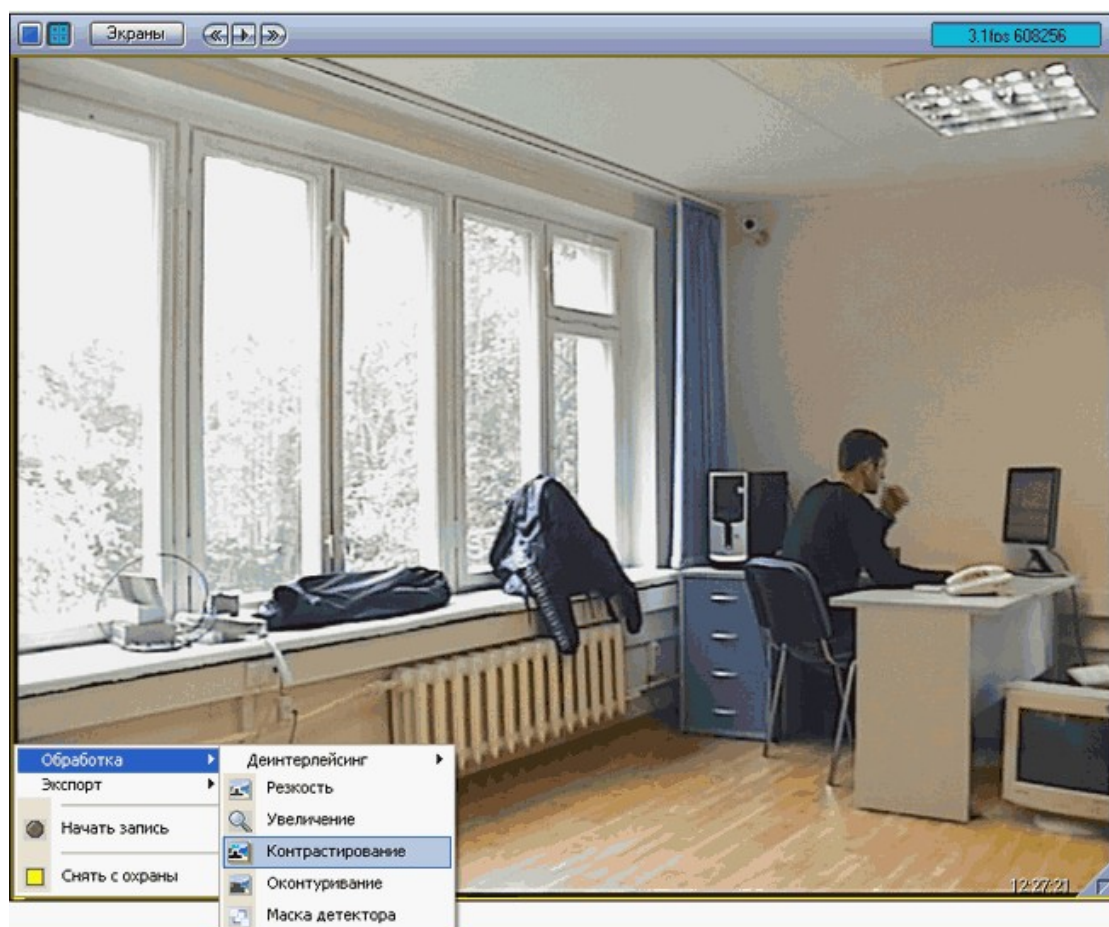 Экраны
3.1fps 608256
Обработка
Экспорт
Начать запись
Снять с охраны
Деинтерлейсинг
Резкость
Увеличение
Контрастирование
Оконтуривание
Маска детектора
12:27:21